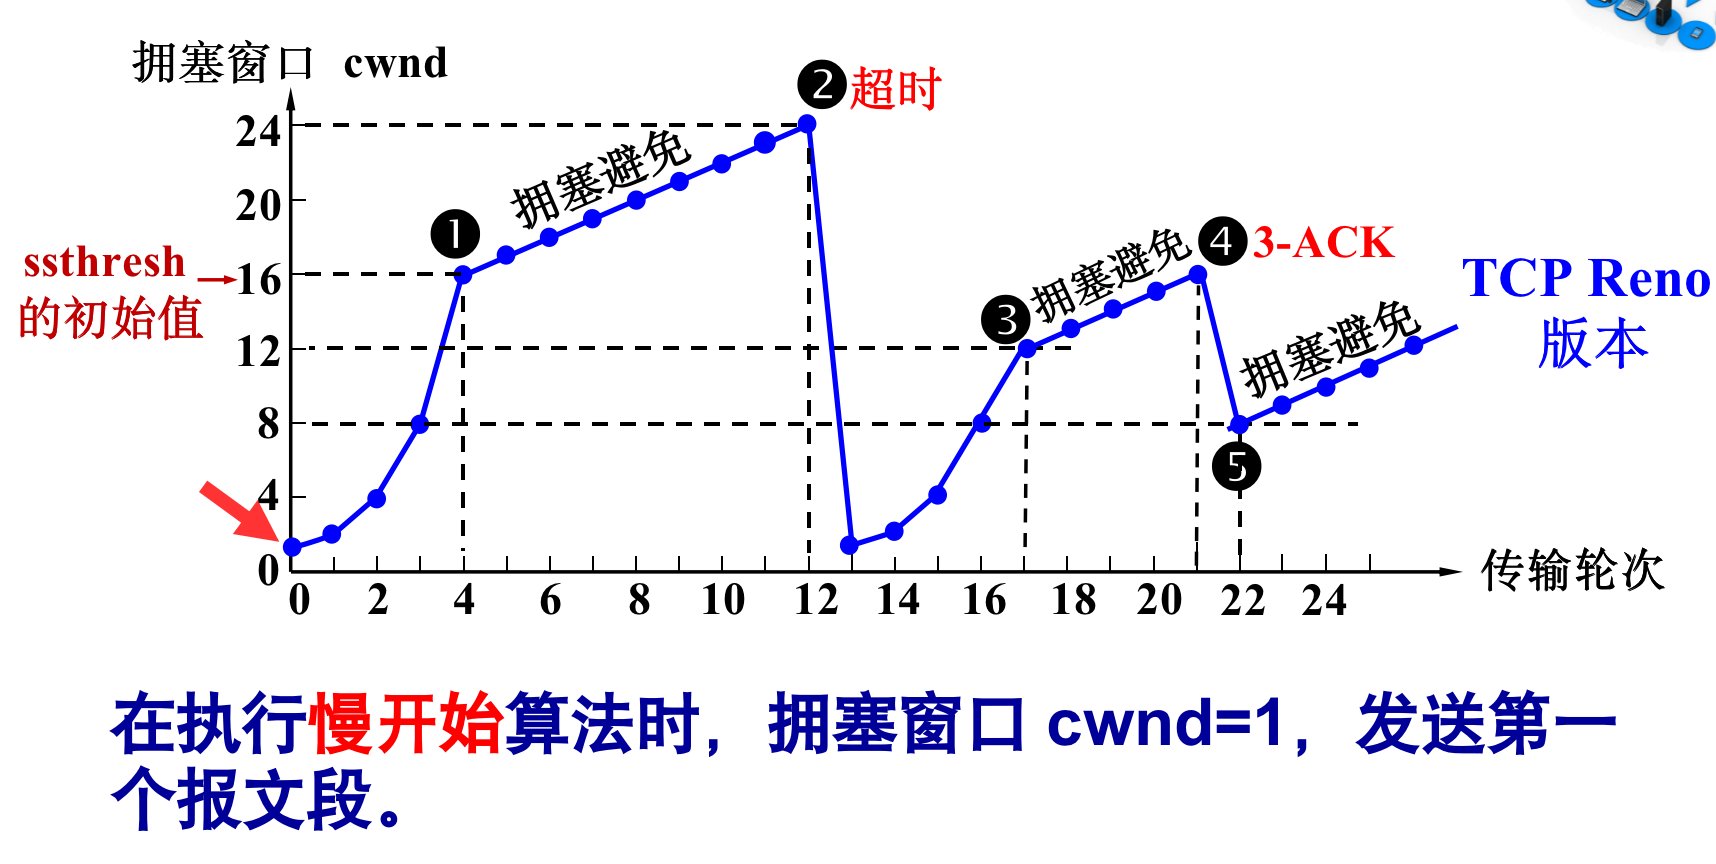 拥塞窗口 cwnd
❷超时
24
拥塞避免
20
❶
❹3-ACK
ssthresh
的初始值
16
拥塞避免
TCP Reno
版本
❸
12
拥塞避免
8
❺
4
0
传输轮次
0 2 4 6 8 10 12 14 16 18 20 22 24
在执行慢开始算法时，拥塞窗口 cwnd=1，发送第一
个报文段。